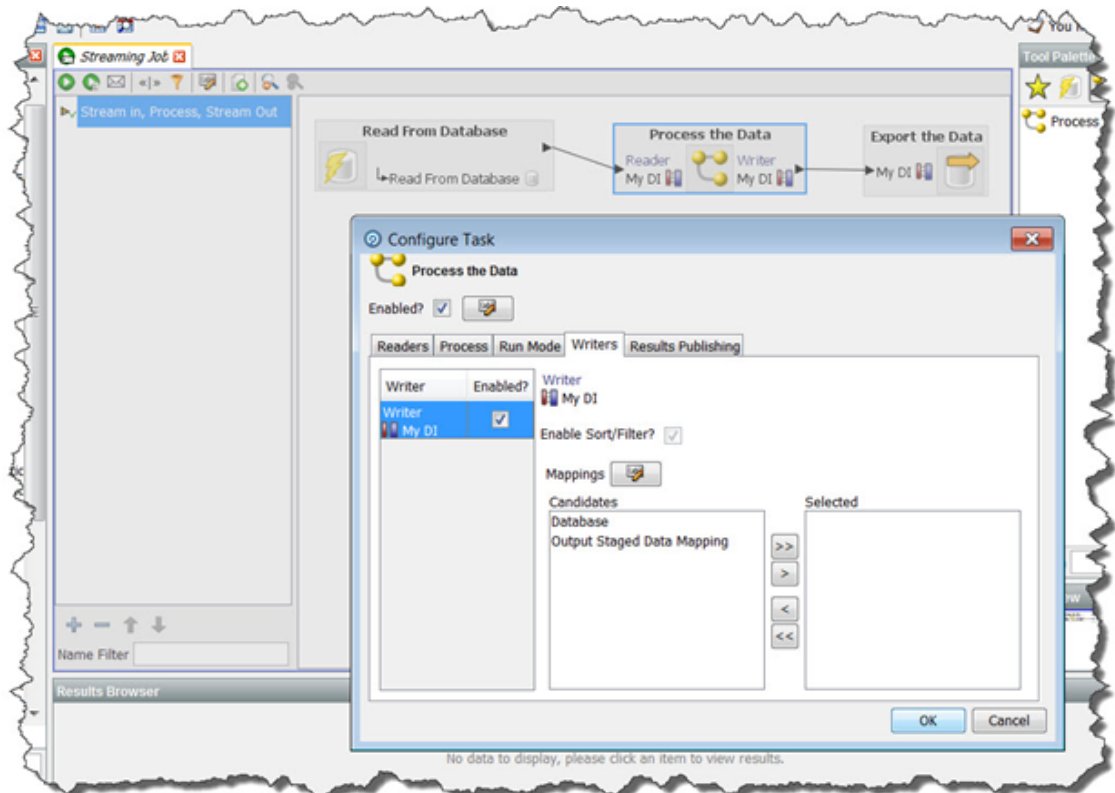 Streaming Job
Tool Palette
Stream in, Process, Stream Out
Process
Read From Database
Read From Database
Process the Data
Reader
My DI
Writer
My DI
Export the Data
My DI
Configure Task
Process the Data
Enabled?
Readers Process Run Mode Writers Results Publishing
Writer Enabled?
Writer
My DI
Writer
My DI
Enable Sort/Filter?
Mappings
Candidates
Selected
Database
Output Staged Data Mapping
>>
>
<
<<
Name Filter
OK
Cancel
Results Browser
No data to display, please click an item to view results.